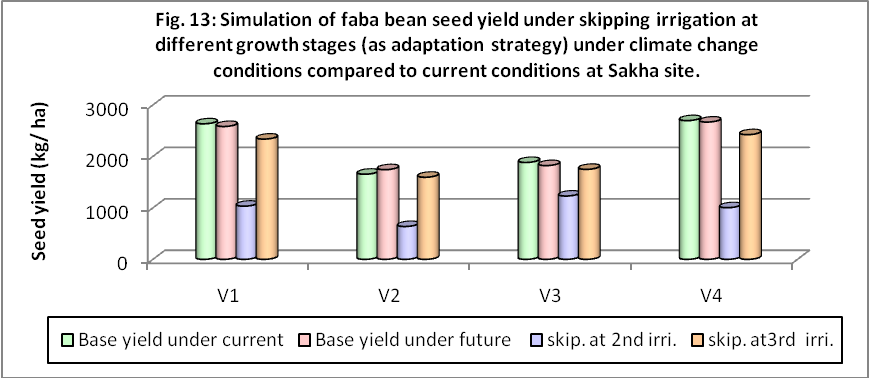 Fig. 13: Simulation of faba bean seed yield under skipping irrigation at
different growth stages (as adaptation strategy) under climate change
conditions compared to current conditions at Sakha site.
Seed yield (kg/ ha)
3000
2000
1000
0
V1 V2 V3 V4
Base yield under current Base yield under future skip. at 2nd irri. skip. at3rd irri.